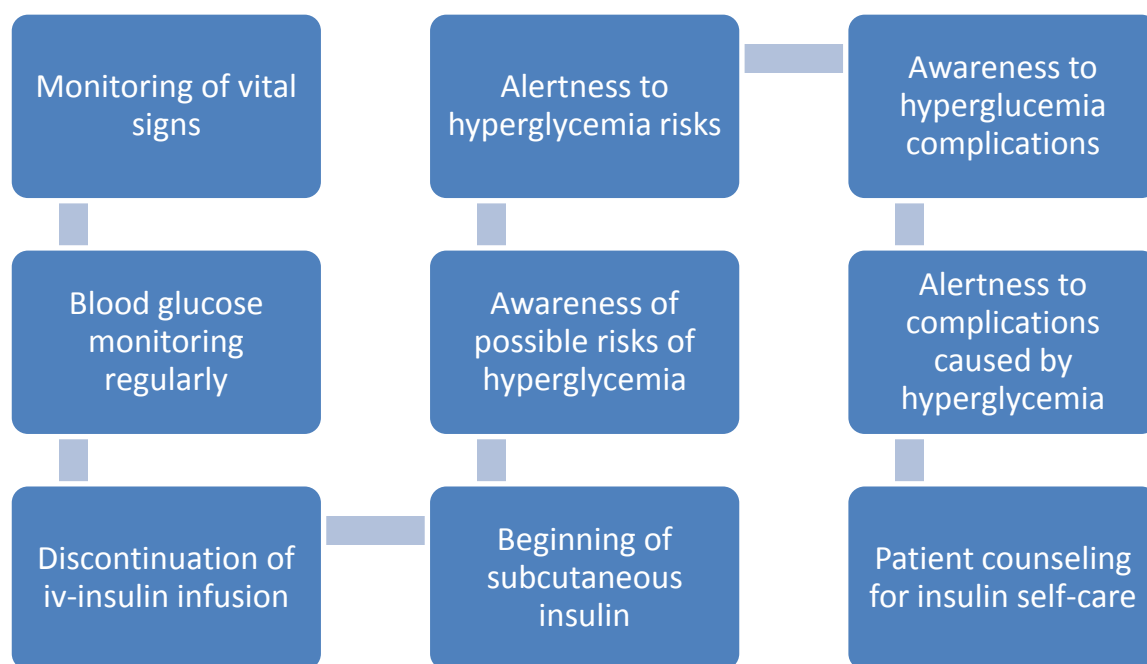 Monitoring of vital
signs
Blood glucose
monitoring
regularly
Discontinuation of
iv-insulin infusion
Beginning of
subcutaneous
insulin
Awareness of
possible risks of
hyperglycemia
Alertness to
hyperglycemia risks
Awareness to
hyperglucemia
complications
Alertness to
complications
caused by
hyperglycemia
Patient counseling
for insulin self-care